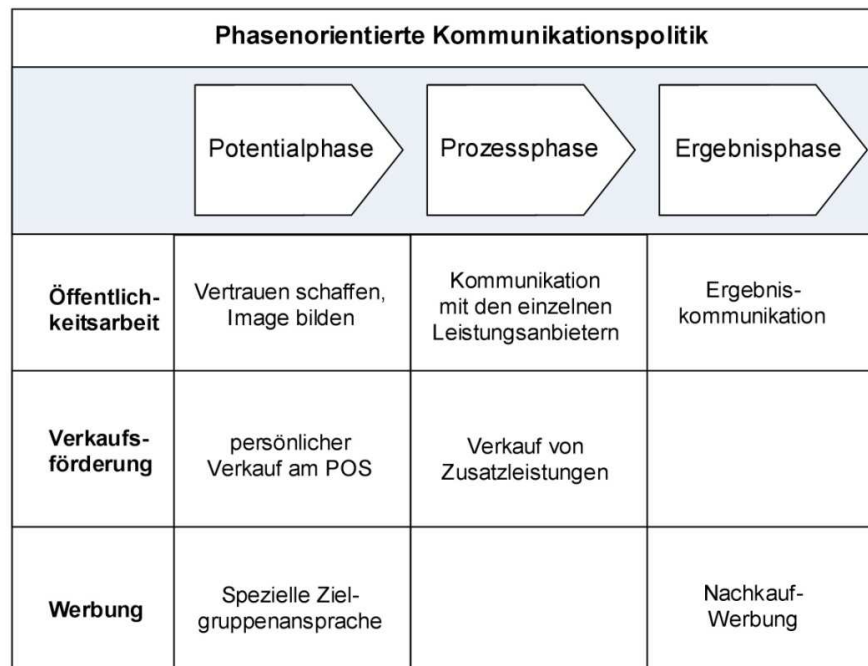 Phasenorientierte Kommunikationspolitik
Potentialphase
Prozessphase
Ergebnisphase
Öffentlich-
keitsarbeit
Vertrauen schaffen,
Image bilden
Kommunikation
mit den einzelnen
Leistungsanbietern
Ergebnis-
kommunikation
Verkaufs-
förderung
persönlicher
Verkauf am POS
Verkauf von
Zusatzleistungen
Werbung
Spezielle Ziel-
gruppenansprache
Nachkauf-
Werbung